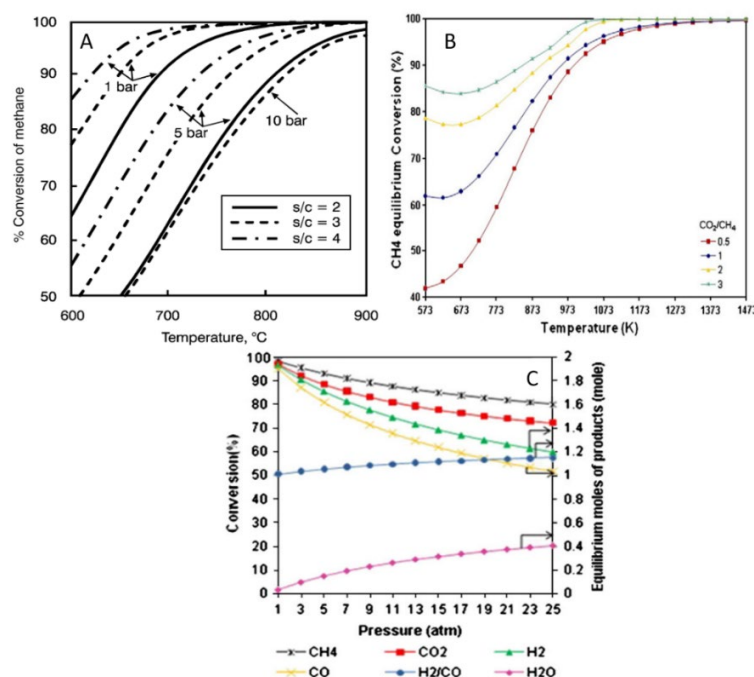 A
100
90
80
70
60
50
% Conversion of methane
1 bar
5 bar
10 bar
s/c = 2
s/c = 3
s/c = 4
600 700 800 900
Temperature, °C
B
100
90
80
70
60
50
40
CH4 equilibrium Conversion (%)
CO2/CH4
0.5
1
2
3
573 673 773 873 973 1073 1173 1273 1373 1473
Temperature (K)
C
100
90
80
70
60
50
40
30
20
10
0
Conversion(%)
2
1.8
1.6
1.4
1.2
1
0.8
0.6
0.4
0.2
0
Equilibrium moles of products (mole)
1 3 5 7 9 11 13 15 17 19 21 23 25
Pressure (atm)
CH4 CO2 H2
CO H2/CO H2O